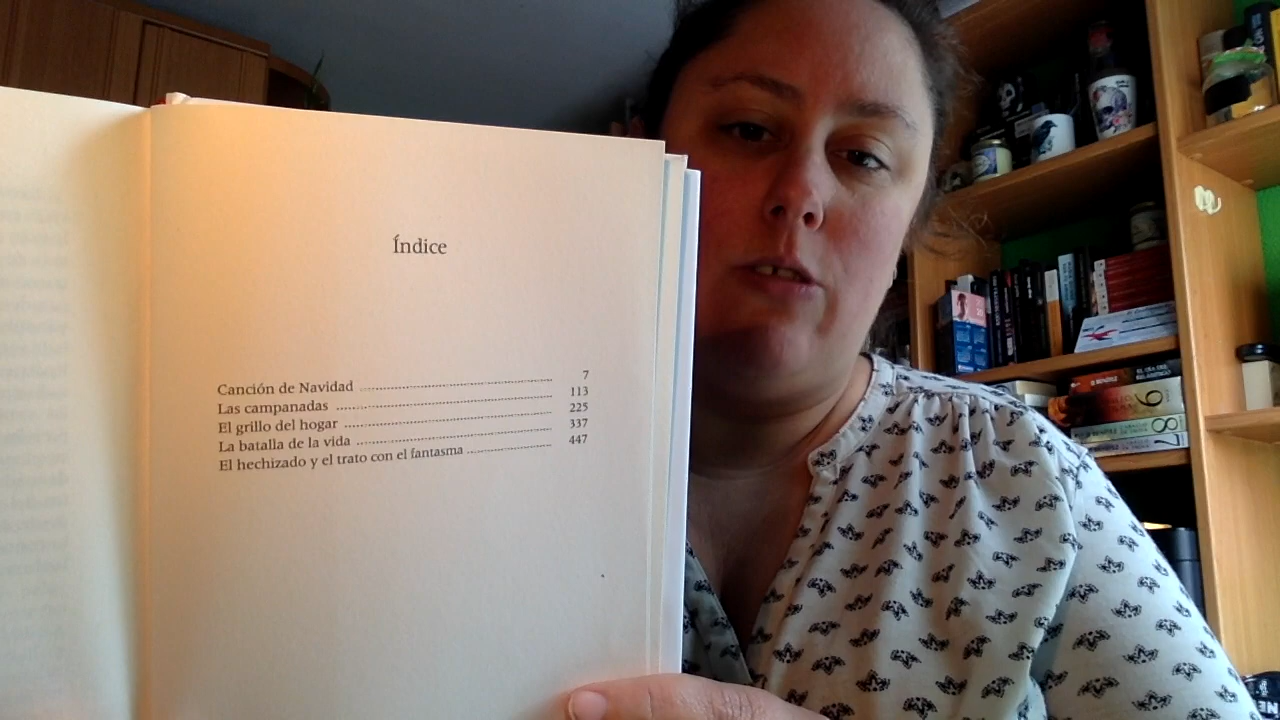 Índice
Canción de Navidad 7
Las campanadas 113
El grillo del hogar 225
La batalla de la vida 337
El hechizado y el trato con el fantasma 447